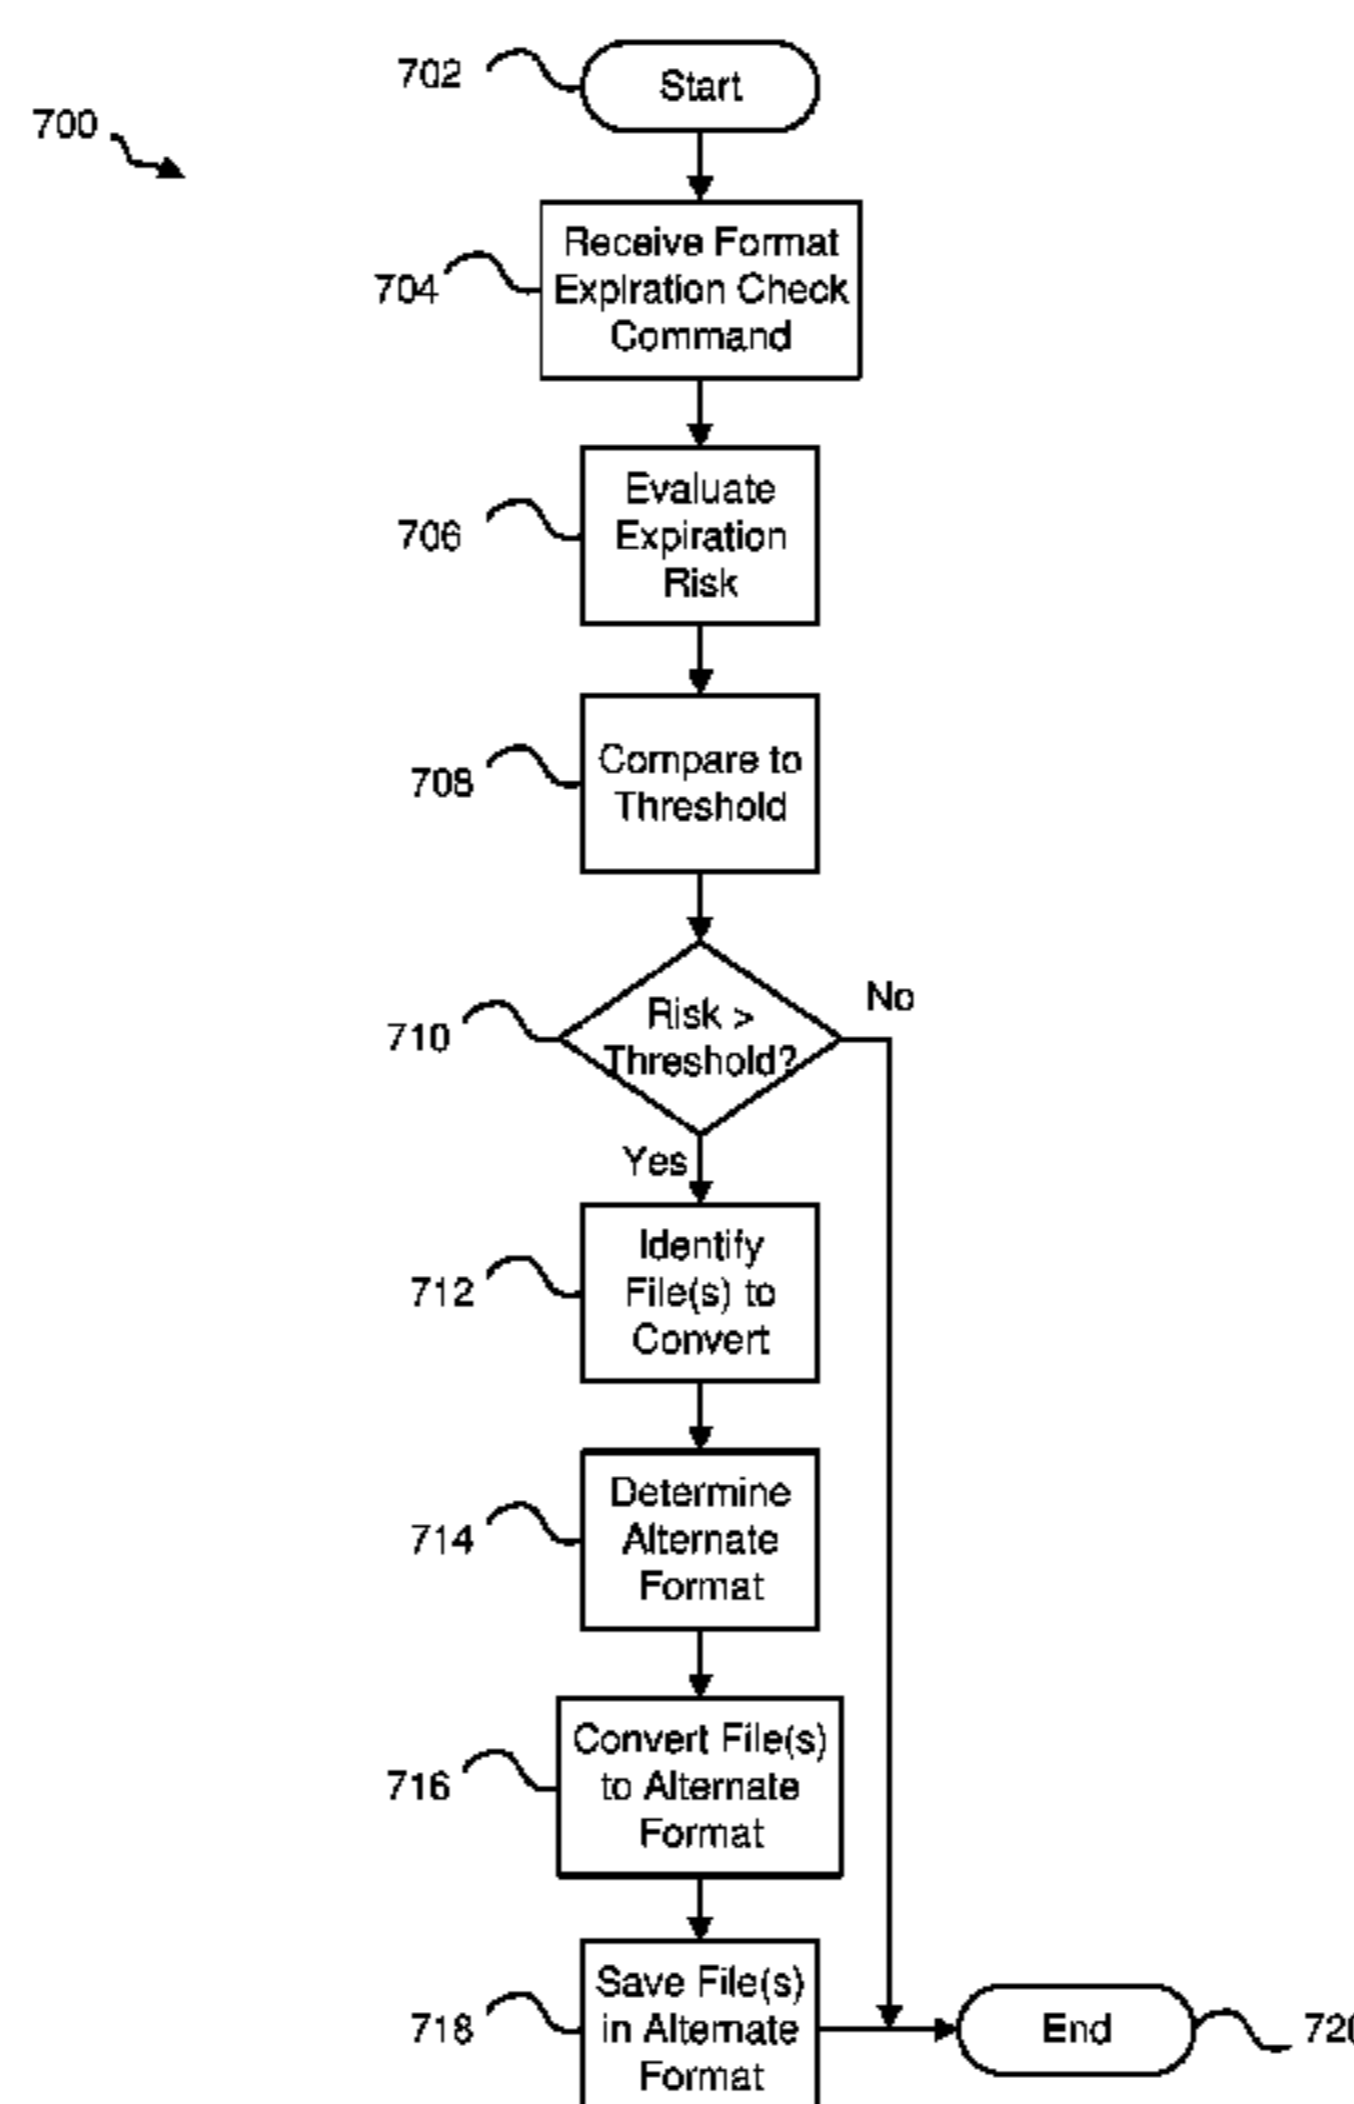 702
Start
700
704
Receive Format
Expiration Check
Command
706
Evaluate
Expiration
Risk
708
Compare to
Threshold
710
Risk >
Threshold?
No
Yes
712
Identify
File(s) to
Convert
714
Determine
Alternate
Format
716
Convert File(s)
to Alternate
Format
718
Save File(s)
in Alternate
Format
End
720